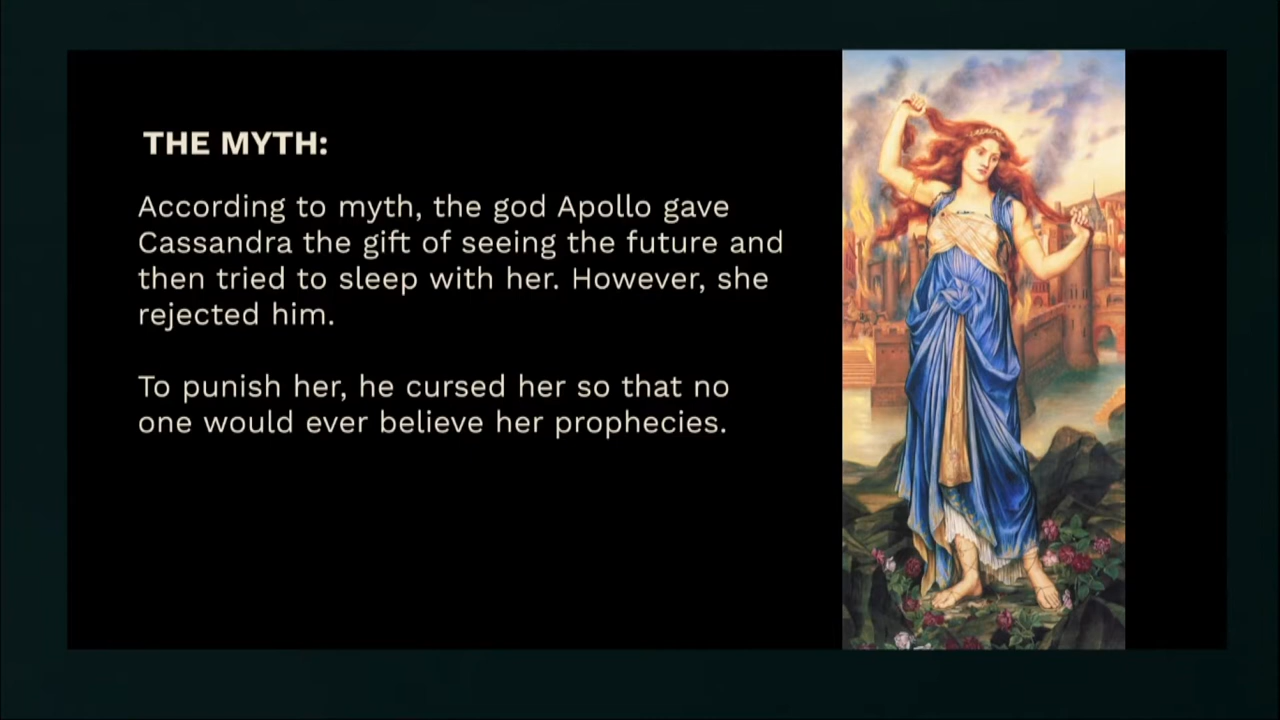 THE MYTH:
According to myth, the god Apollo gave
Cassandra the gift of seeing the future and
then tried to sleep with her. However, she
rejected him.
To punish her, he cursed her so that no
one would ever believe her prophecies.